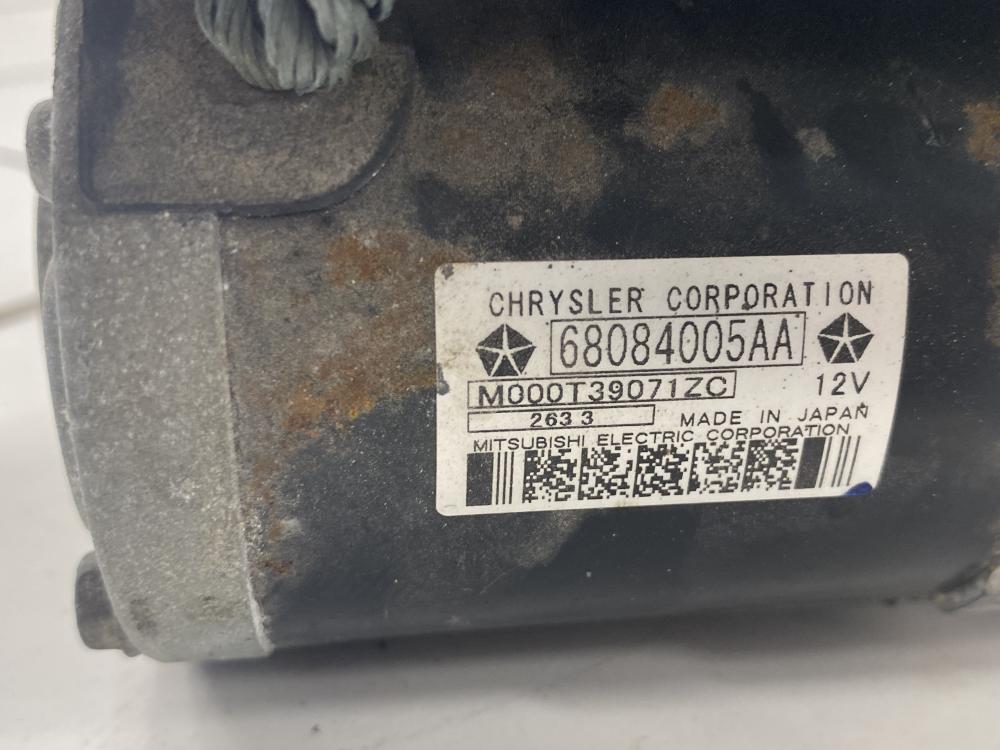 CHRYSLER CORPORATION
68084005AA
M000T39071ZC 12V
263 3 MADE IN JAPAN
MITSUBISHI ELECTRIC CORPORATION